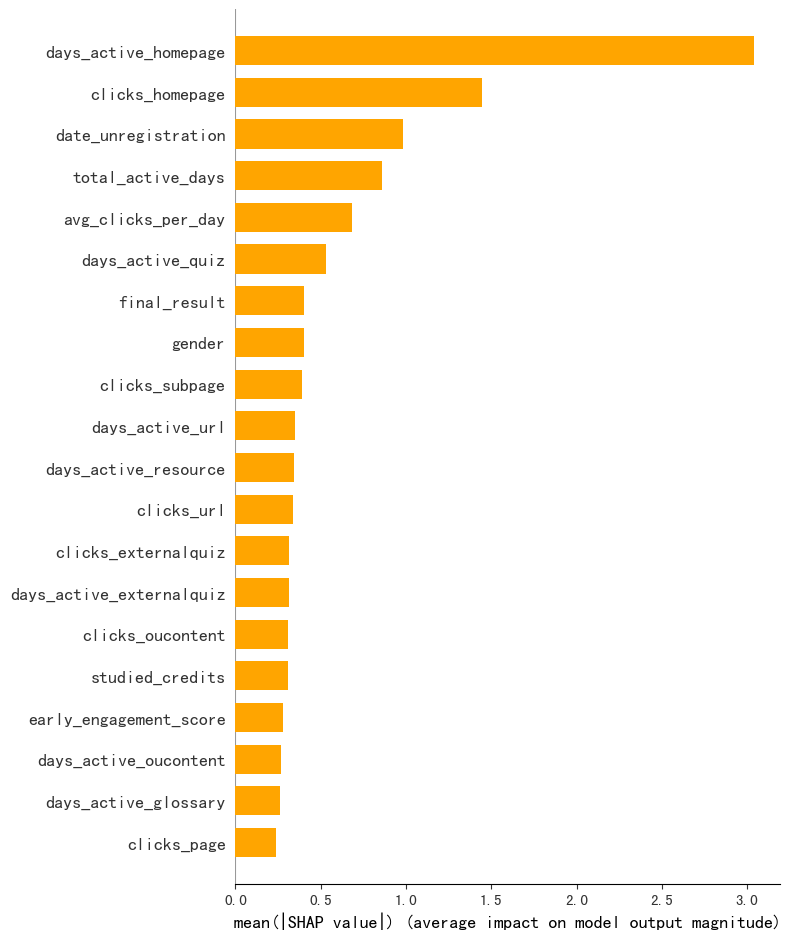 days_active_homepage
clicks_homepage
date_unregistration
total_active_days
avg_clicks_per_day
days_active_quiz
final_result
gender
clicks_subpage
days_active_url
days_active_resource
clicks_url
clicks_externalquiz
days_active_externalquiz
clicks_oucontent
studied_credits
early_engagement_score
days_active_oucontent
days_active_glossary
clicks_page
0.0 0.5 1.0 1.5 2.0 2.5 3.0
mean(|SHAP value|) (average impact on model output magnitude)